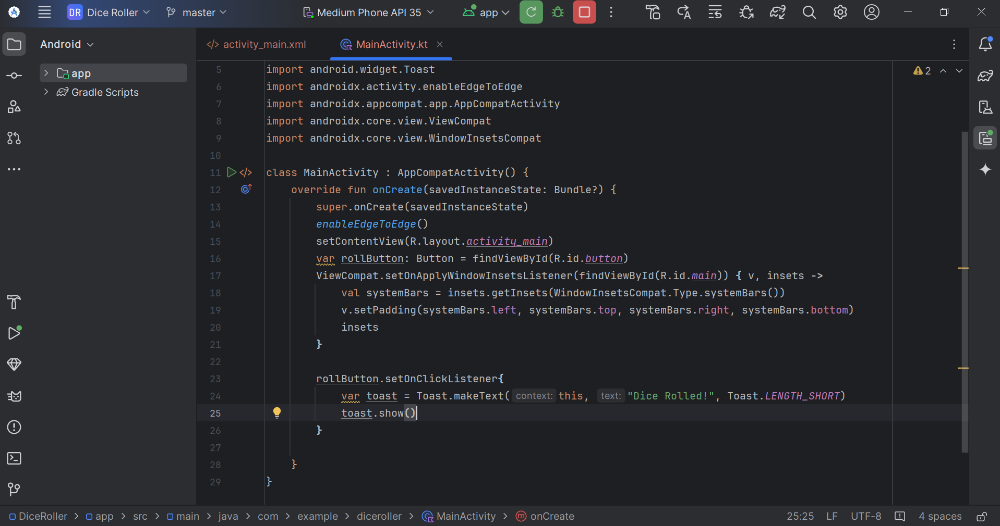 DR Dice Roller master Medium Phone API 35 app
Android
activity_main.xml MainActivity.kt
app
Gradle Scripts
2
5 import android.widget.Toast
6 import androidx.activity.enableEdgeToEdge
7 import androidx.appcompat.app.AppCompatActivity
8 import androidx.core.view.ViewCompat
9 import androidx.core.view.WindowInsetsCompat
10
11 class MainActivity : AppCompatActivity() {
12 override fun onCreate(savedInstanceState: Bundle?) {
13 super.onCreate(savedInstanceState)
14 enableEdgeToEdge()
15 setContentView(R.layout.activity_main)
16 var rollButton: Button = findViewById(R.id.button)
17 ViewCompat.setOnApplyWindowInsetsListener(findViewById(R.id.main)) { v, insets ->
18 val systemBars = insets.getInsets(WindowInsetsCompat.Type.systemBars())
19 v.setPadding(systemBars.left, systemBars.top, systemBars.right, systemBars.bottom)
20 insets
21 }
22
23 rollButton.setOnClickListener{
24 var toast = Toast.makeText( context: this, text: "Dice Rolled!", Toast.LENGTH_SHORT)
25 toast.show()
26 }
27
28 }
29 }
DiceRoller > app > src > main > java > com > example > diceroller > MainActivity > m onCreate 25:25 LF UTF-8 4 spaces